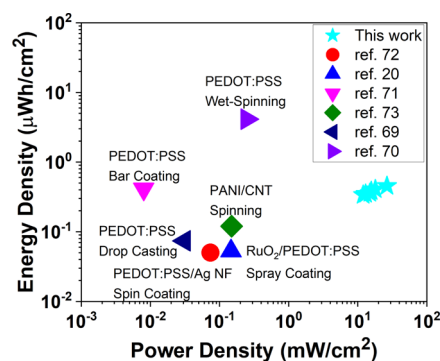 Energy Density (μWh/cm²)
10³
10²
10¹
10⁰
10⁻¹
10⁻²
This work
ref. 72
ref. 20
ref. 71
ref. 73
ref. 69
ref. 70
PEDOT:PSS
Wet-Spinning
PEDOT:PSS
Bar Coating
PANI/CNT
Spinning
PEDOT:PSS
Drop Casting
RuO₂/PEDOT:PSS
Spray Coating
PEDOT:PSS/Ag NF
Spin Coating
10⁻³ 10⁻² 10⁻¹ 10⁰ 10¹ 10²
Power Density (mW/cm²)